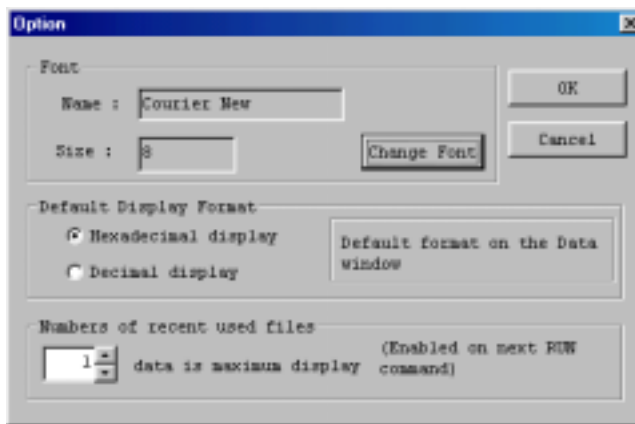 Option
Font
Name : Courier New
OK
Size : 8
Change Font
Cancel
Default Display Format
Hexadecimal display
Decimal display
Default format on the Data
window
Numbers of recent used files
1 data is maximum display
(Enabled on next RUN
command)